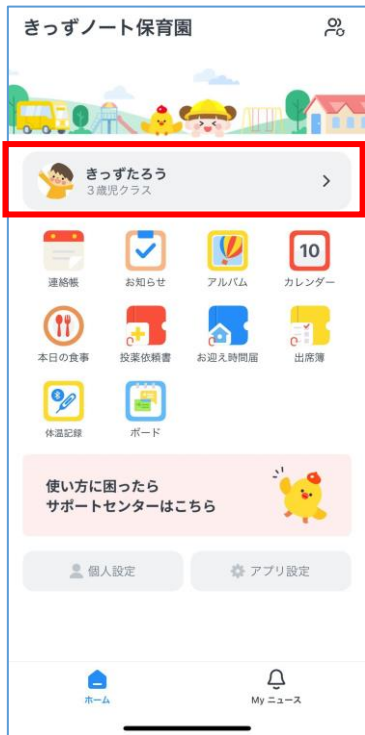 きっずノート保育園
きっずたろう
3歳児クラス
10
連絡帳 お知らせ アルバム カレンダー
本日の食事 投薬依頼書 お迎え時間届 出席簿
体温記録 ボード
使い方に困ったら
サポートセンターはこちら
個人設定 アプリ設定
ホーム My ニュース